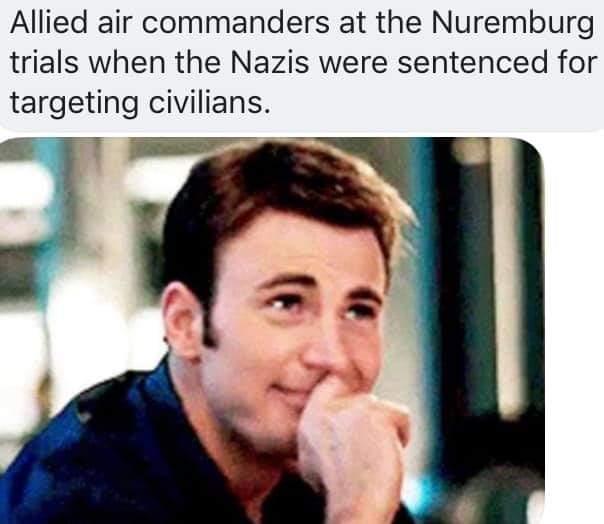 Allied air commanders at the Nuremburg
trials when the Nazis were sentenced for
targeting civilians.